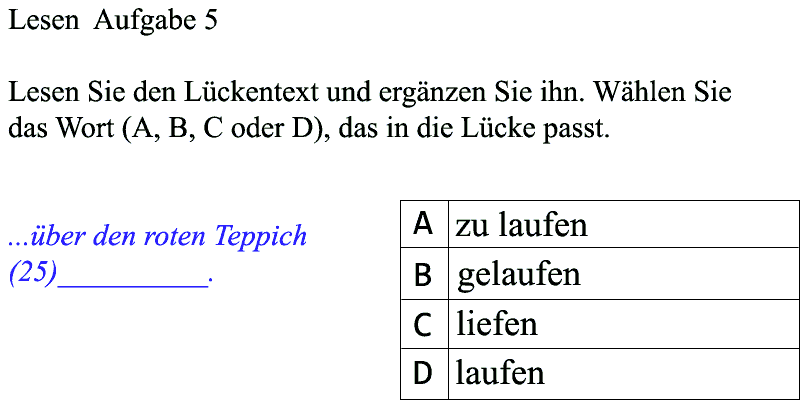 Lesen Aufgabe 5
Lesen Sie den Lückentext und ergänzen Sie ihn. Wählen Sie
das Wort (A, B, C oder D), das in die Lücke passt.
...über den roten Teppich
(25)__________.
A zu laufen
B gelaufen
C liefen
D laufen